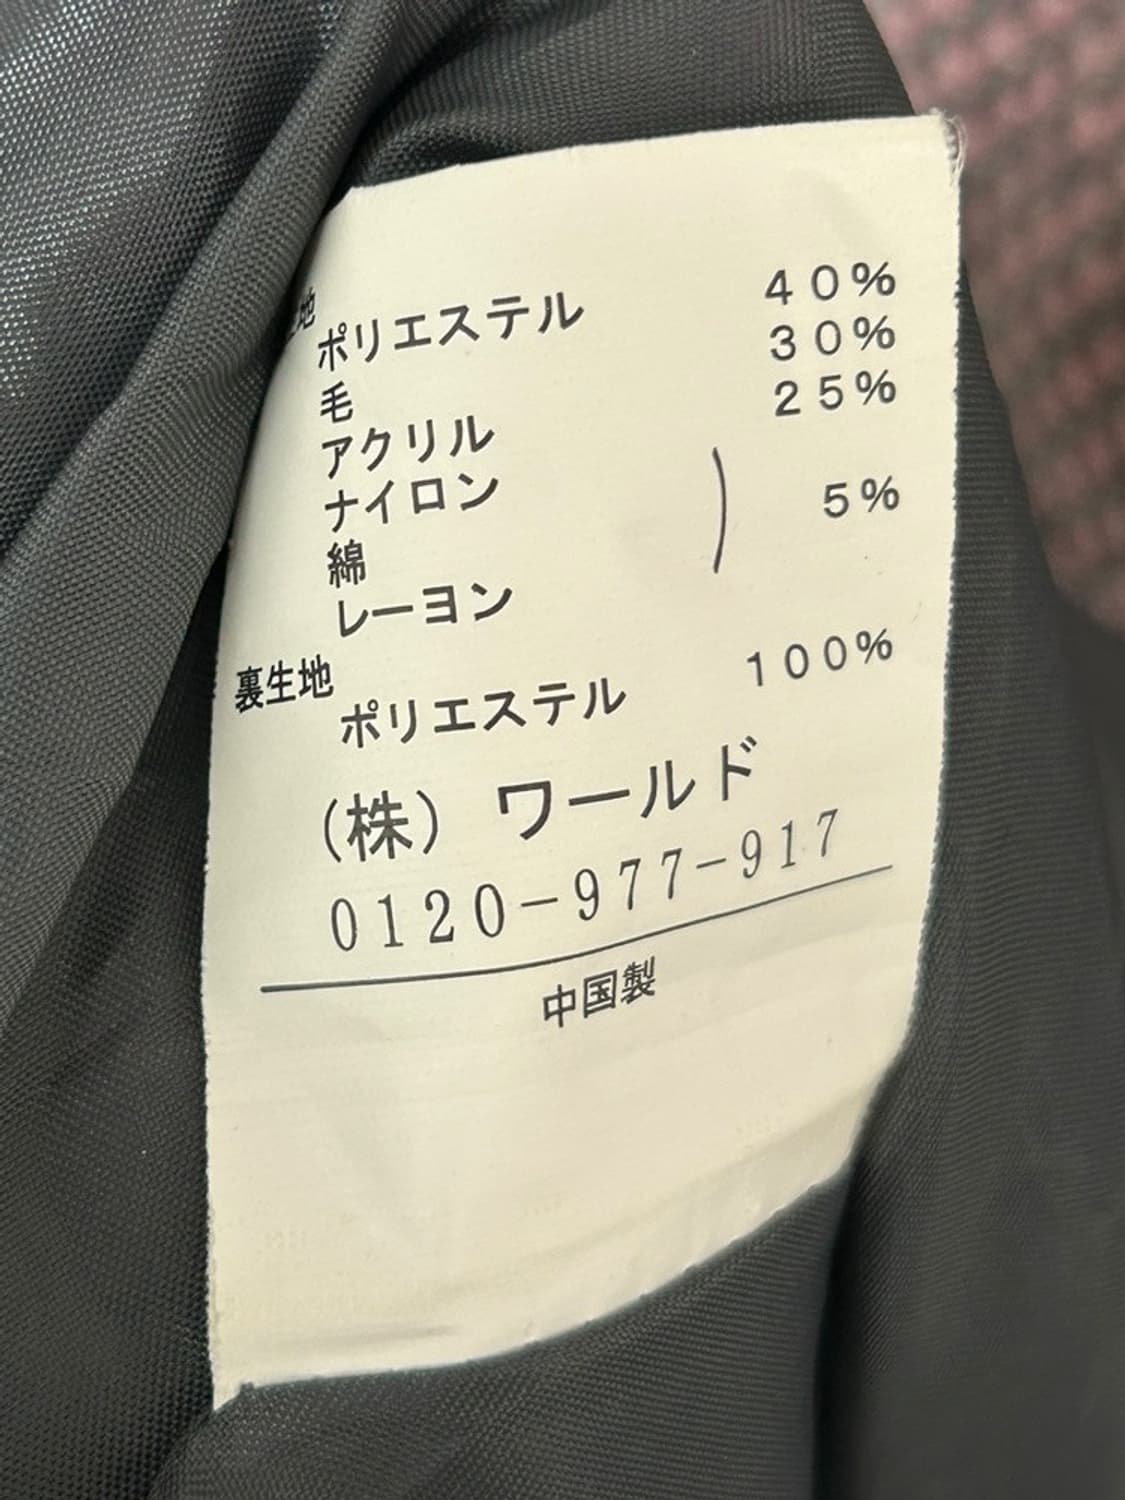 地
ポリエステル 40%
毛 30%
アクリル 25%
ナイロン
綿 ) 5%
レーヨン
裏生地
ポリエステル 100%
(株) ワールド
0120-977-917
中国製